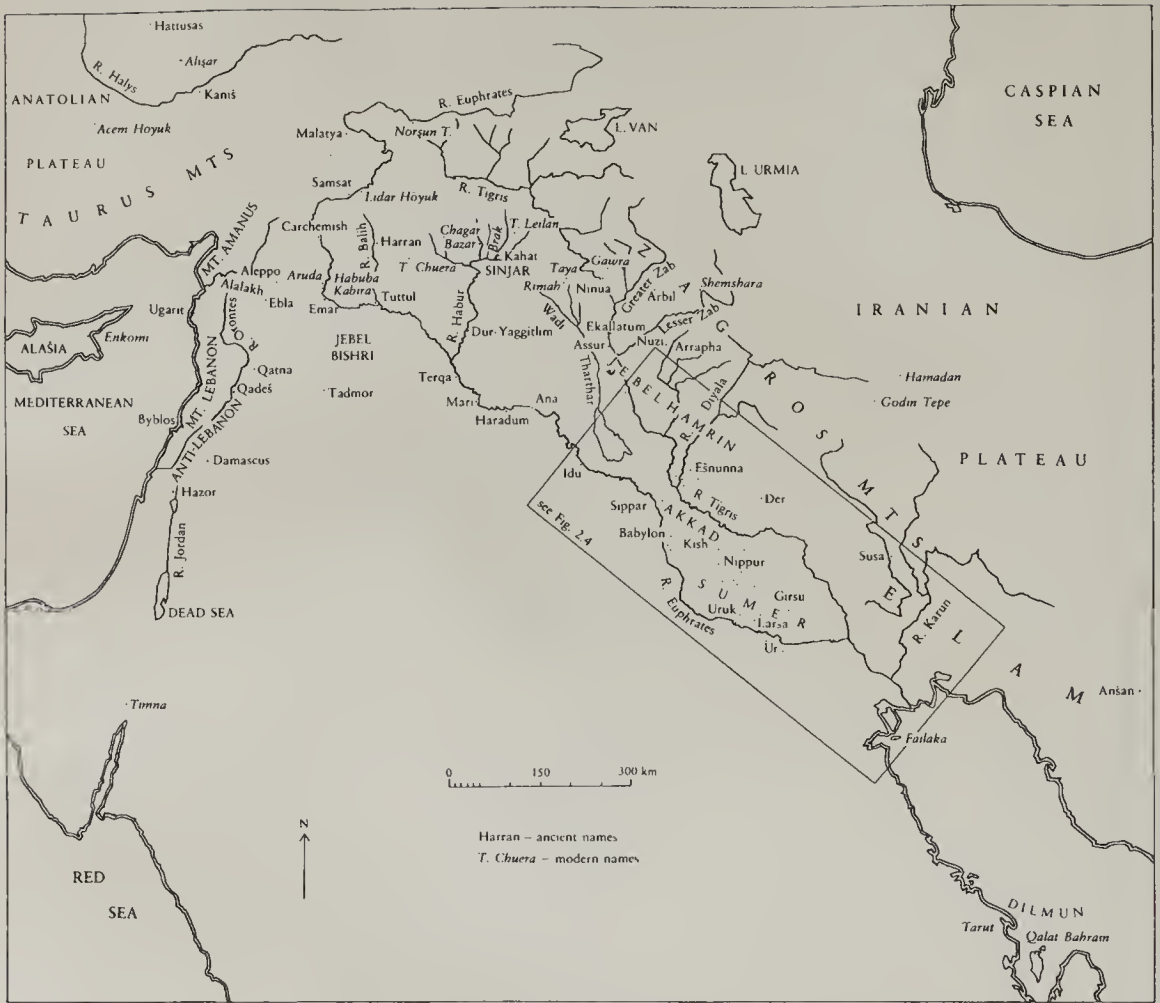 Hattusas
Alişar
R. Halys
Kaniš
ANATOLIAN
Acem Hoyuk
PLATEAU
TAURUS MTS
R. Euphrates
Malatya
Norşun T.
L. VAN
CASPIAN
SEA
L URMIA
Samsat
Lidar Höyuk
R. Tigris
MT. AMANUS
Carchemish
R. Balih
Harran
Chagar
Bazar
Brak
T. Leilan
Kahat
SINJAR
T Chuera
Taya
Gawra
Rimah
Ninua
Greater Zab
Arbil
Shemshara
ZAGROS MTS
Aleppo
Alalakh
Aruda
Habuba
Kabira
Ebla
Emar
Tuttul
Ugarit
R. Orontes
ALAŠIA
Enkomi
JEBEL
BISHRI
R. Habur
Dur-Yaggitlim
Wadi
Tharthar
Ekallatum
Lesser Zab
Assur
Nuzi
Arrapha
IRANIAN
MT. LEBANON
Qatna
Qadeš
Tadmor
Terqa
Mari
Ana
Haradum
JEBEL HAMRIN
R. Diyala
Hamadan
Godin Tepe
PLATEAU
MEDITERRANEAN
SEA
Byblos
ANTI-LEBANON
Damascus
Hazor
R. Jordan
DEAD SEA
Idu
see Fig. 2.4
Ešnunna
Der
R. Tigris
Sippar
AKKAD
Babylon
Kish
Nippur
Susa
SUMER
Girsu
Uruk
Larsa
R. Euphrates
Ur
R. Karun
ELAM
Anšan
Timna
Failaka
0 150 300 km
N
Harran – ancient names
T. Chuera – modern names
RED
SEA
DILMUN
Tarut
Qalat Bahram